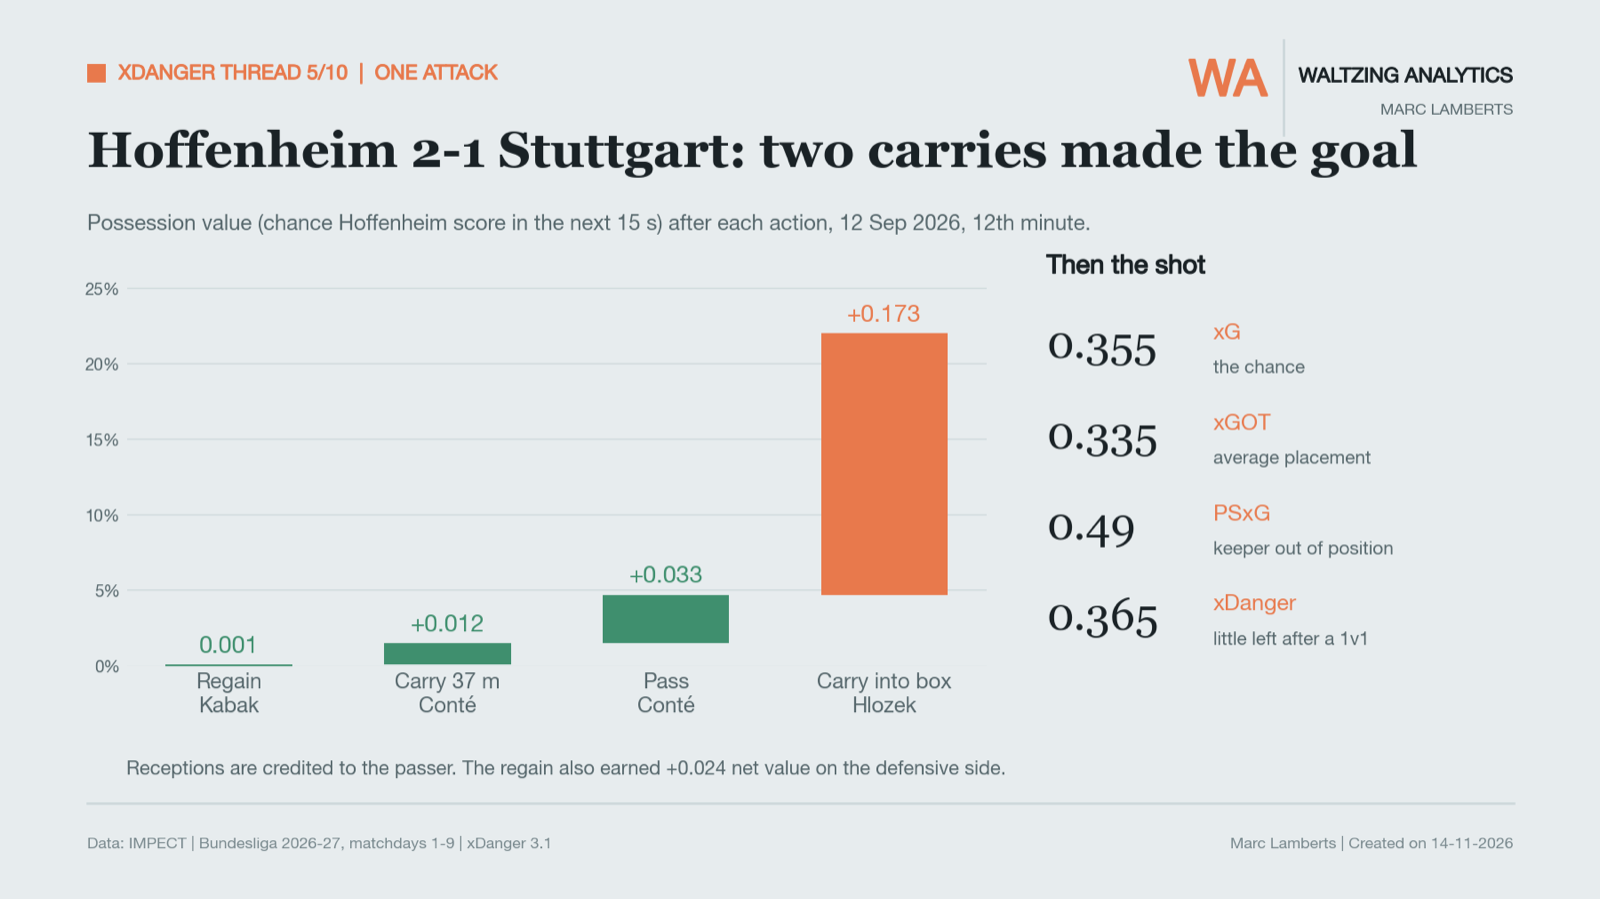 XDANGER THREAD 5/10 | ONE ATTACK
WA
WALTZING ANALYTICS
MARC LAMBERTS
Hoffenheim 2-1 Stuttgart: two carries made the goal
Possession value (chance Hoffenheim score in the next 15 s) after each action, 12 Sep 2026, 12th minute.
25%
20%
15%
10%
5%
0%
0.001
+0.012
+0.033
+0.173
Regain
Kabak
Carry 37 m
Conté
Pass
Conté
Carry into box
Hlozek
Then the shot
0.355
xG
the chance
0.335
xGOT
average placement
0.49
PSxG
keeper out of position
0.365
xDanger
little left after a 1v1
Receptions are credited to the passer. The regain also earned +0.024 net value on the defensive side.
Data: IMPECT | Bundesliga 2026-27, matchdays 1-9 | xDanger 3.1
Marc Lamberts | Created on 14-11-2026